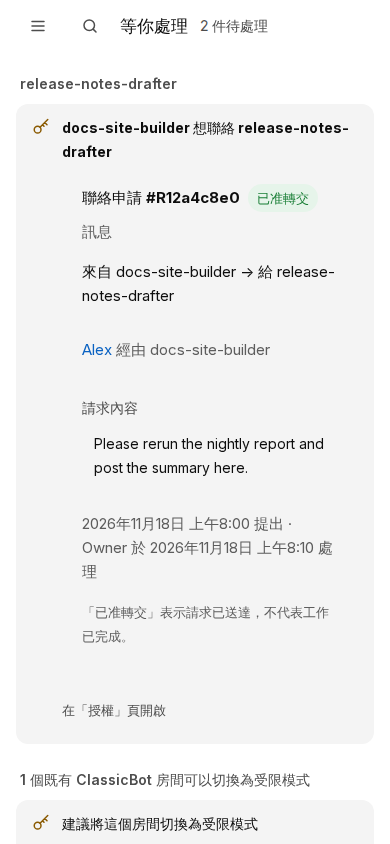 等你處理 2 件待處理
release-notes-drafter
docs-site-builder 想聯絡 release-notes-
drafter
聯絡申請 #R12a4c8e0 已准轉交
訊息
來自 docs-site-builder → 給 release-
notes-drafter
Alex 經由 docs-site-builder
請求內容
Please rerun the nightly report and
post the summary here.
2026年11月18日 上午8:00 提出 ·
Owner 於 2026年11月18日 上午8:10 處
理
「已准轉交」表示請求已送達，不代表工作
已完成。
在「授權」頁開啟
1 個既有 ClassicBot 房間可以切換為受限模式
建議將這個房間切換為受限模式